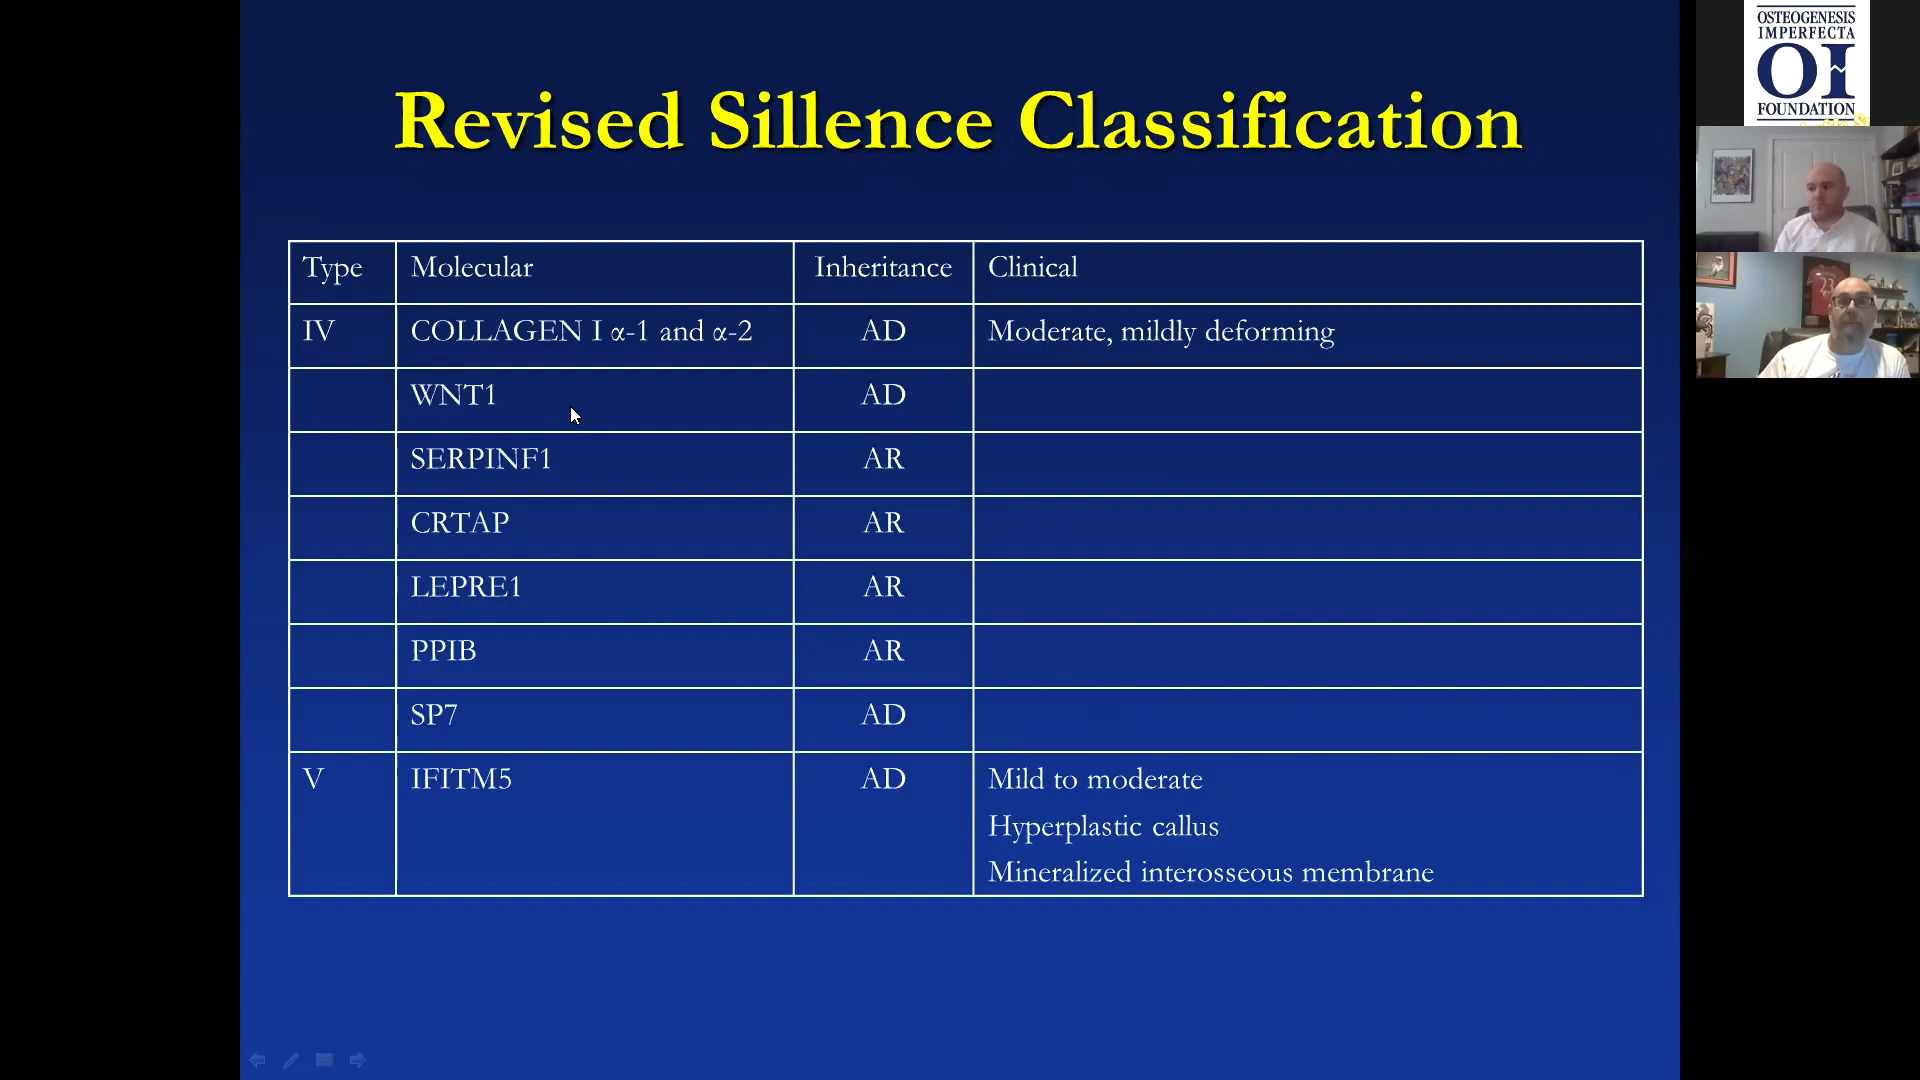 Revised Sillence Classification
Type Molecular Inheritance Clinical
IV COLLAGEN I α-1 and α-2 AD Moderate, mildly deforming
WNT1 AD
SERPINF1 AR
CRTAP AR
LEPRE1 AR
PPIB AR
SP7 AD
V IFITM5 AD Mild to moderate
Hyperplastic callus
Mineralized interosseous membrane
OSTEOGENESIS
IMPERFECTA
OI
FOUNDATION
23